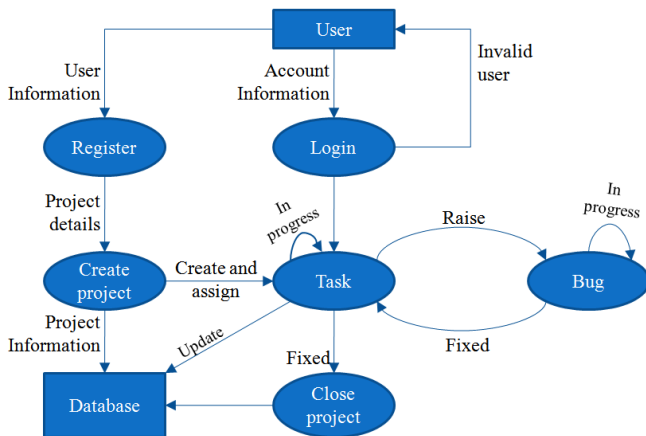 User
User
Information
Account
Information
Invalid
user
Register
Login
Project
details
In
progress
Raise
In
progress
Create
project
Create and
assign
Task
Bug
Project
Information
Update
Fixed
Fixed
Database
Close
project